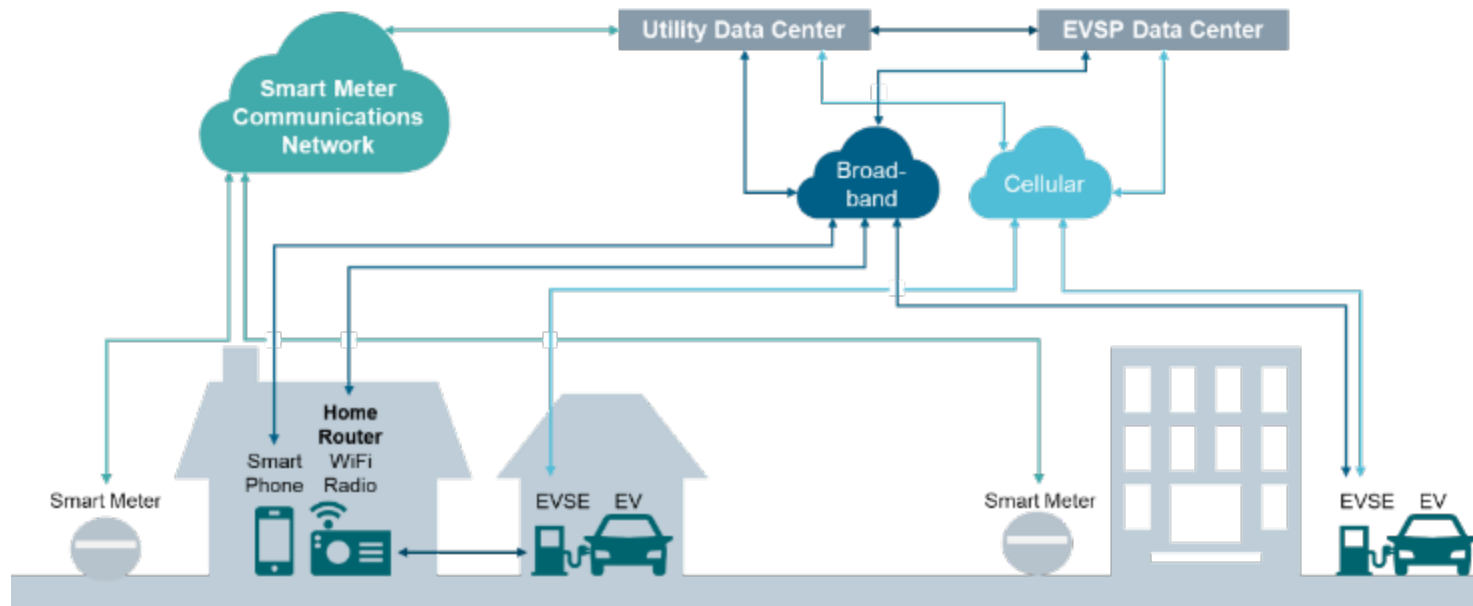 Utility Data Center
EVSP Data Center
Smart Meter
Communications
Network
Broad-
band
Cellular
Home
Router
WiFi
Radio
Smart
Phone
Smart Meter
EVSE
EV
Smart Meter
EVSE
EV